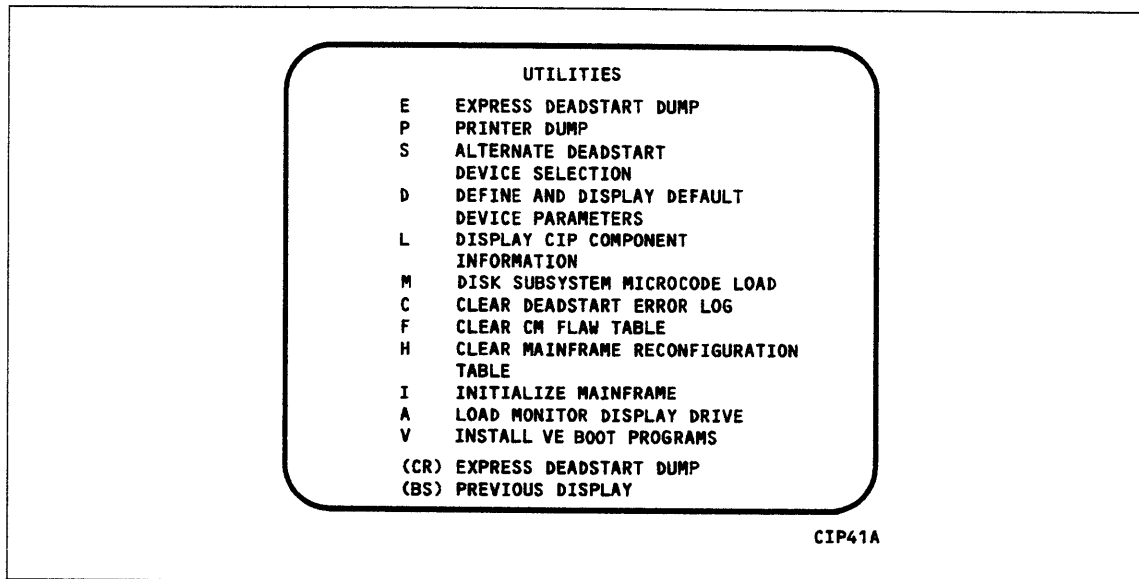 UTILITIES
E EXPRESS DEADSTART DUMP
P PRINTER DUMP
S ALTERNATE DEADSTART
DEVICE SELECTION
D DEFINE AND DISPLAY DEFAULT
DEVICE PARAMETERS
L DISPLAY CIP COMPONENT
INFORMATION
M DISK SUBSYSTEM MICROCODE LOAD
C CLEAR DEADSTART ERROR LOG
F CLEAR CM FLAW TABLE
H CLEAR MAINFRAME RECONFIGURATION
TABLE
I INITIALIZE MAINFRAME
A LOAD MONITOR DISPLAY DRIVE
V INSTALL VE BOOT PROGRAMS
(CR) EXPRESS DEADSTART DUMP
(BS) PREVIOUS DISPLAY
CIP41A